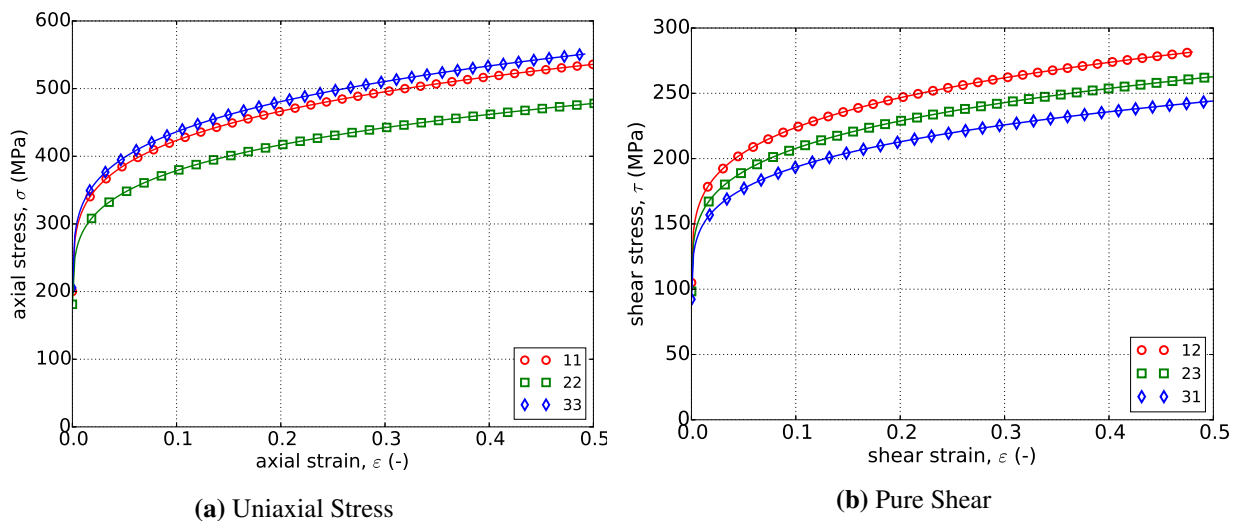 600
500
400
300
200
100
0
0.0 0.1 0.2 0.3 0.4 0.5
axial stress, σ (MPa)
axial strain, ε (-)
11
22
33
(a) Uniaxial Stress
300
250
200
150
100
50
0
0.0 0.1 0.2 0.3 0.4 0.5
shear stress, τ (MPa)
shear strain, ε (-)
12
23
31
(b) Pure Shear